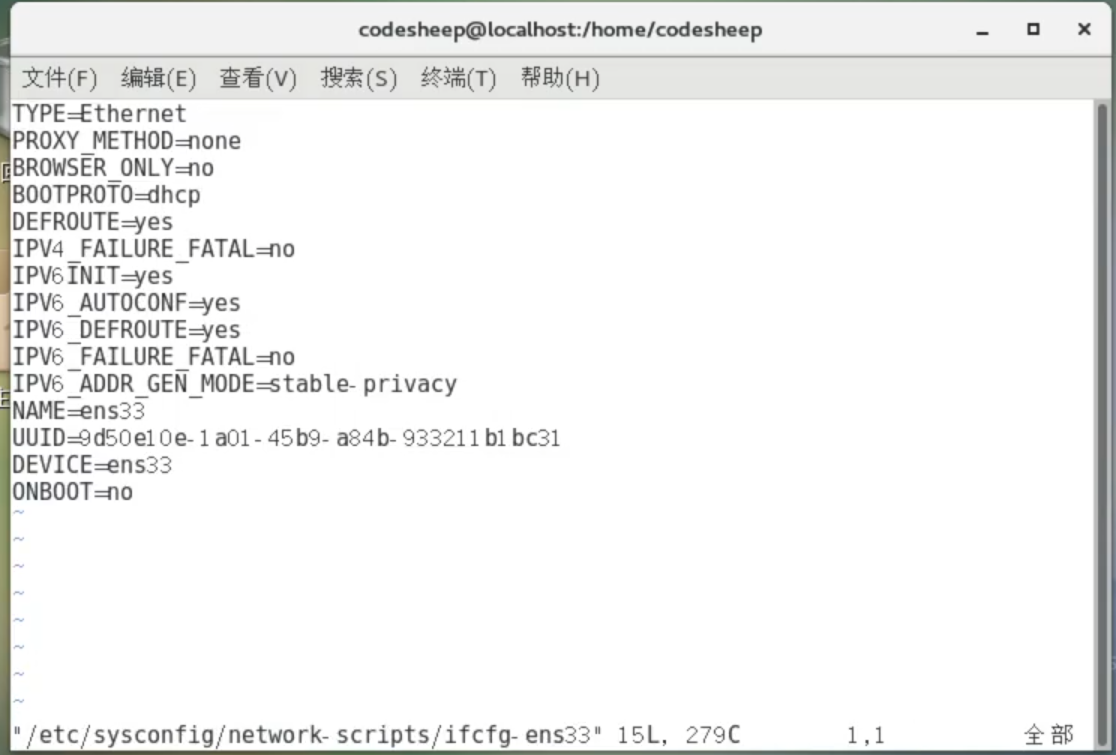 codesheep@localhost:/home/codesheep
文件(F) 编辑(E) 查看(V) 搜索(S) 终端(T) 帮助(H)
TYPE=Ethernet
PROXY_METHOD=none
BROWSER_ONLY=no
BOOTPROTO=dhcp
DEFROUTE=yes
IPV4_FAILURE_FATAL=no
IPV6INIT=yes
IPV6_AUTOCONF=yes
IPV6_DEFROUTE=yes
IPV6_FAILURE_FATAL=no
IPV6_ADDR_GEN_MODE=stable-privacy
NAME=ens33
UUID=9d50e10e-1a01-45b9-a84b-933211b1bc31
DEVICE=ens33
ONBOOT=no
~
~
~
~
~
~
~
~
"/etc/sysconfig/network-scripts/ifcfg-ens33" 15L, 279C 1,1 全部